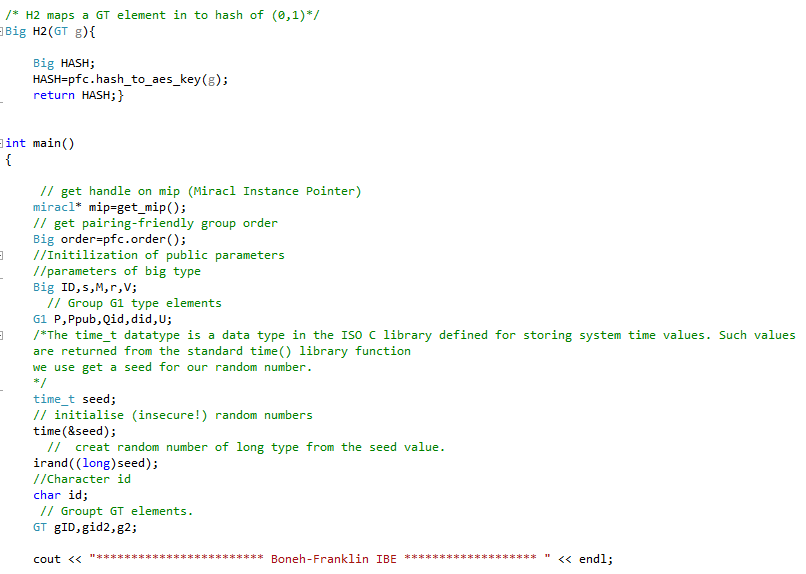 /* H2 maps a GT element in to hash of (0,1)*/
Big H2(GT g){
Big HASH;
HASH=pfc.hash_to_aes_key(g);
return HASH;}
int main()
{
// get handle on mip (Miracl Instance Pointer)
miracl* mip=get_mip();
// get pairing-friendly group order
Big order=pfc.order();
//Initilization of public parameters
//parameters of big type
Big ID,s,M,r,V;
// Group G1 type elements
G1 P,Ppub,Qid,did,U;
/*The time_t datatype is a data type in the ISO C library defined for storing system time values. Such values
are returned from the standard time() library function
we use get a seed for our random number.
*/
time_t seed;
// initialise (insecure!) random numbers
time(&seed);
//  creat random number of long type from the seed value.
irand((long)seed);
//Character id
char id;
// Groupt GT elements.
GT gID,gid2,g2;
cout << "************************ Boneh-Franklin IBE ******************* " << endl;